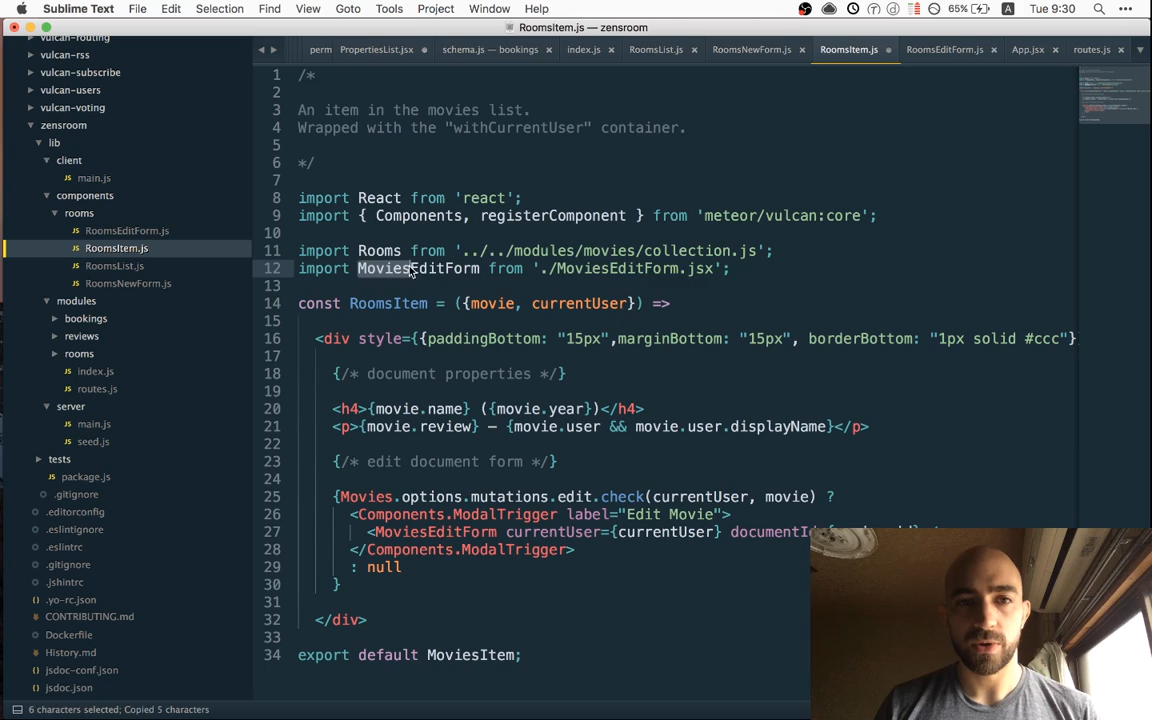 Sublime Text File Edit Selection Find View Goto Tools Project Window Help 65% A Tue 9:30
RoomsItem.js — zensroom
perm PropertiesList.jsx schema.js — bookings index.js RoomsList.js RoomsNewForm.js RoomsItem.js RoomsEditForm.js App.jsx routes.js
vulcan-routing
vulcan-rss
vulcan-subscribe
vulcan-users
vulcan-voting
zensroom
lib
client
main.js
components
rooms
RoomsEditForm.js
RoomsItem.js
RoomsList.js
RoomsNewForm.js
modules
bookings
reviews
rooms
index.js
routes.js
server
main.js
seed.js
tests
package.js
.gitignore
.editorconfig
.eslintignore
.eslintrc
.gitignore
.jshintrc
.yo-rc.json
CONTRIBUTING.md
Dockerfile
History.md
jsdoc-conf.json
jsdoc.json
1 /*
2
3 An item in the movies list.
4 Wrapped with the "withCurrentUser" container.
5
6 */
7
8 import React from 'react';
9 import { Components, registerComponent } from 'meteor/vulcan:core';
10
11 import Rooms from '../../modules/movies/collection.js';
12 import MoviesEditForm from './MoviesEditForm.jsx';
13
14 const RoomsItem = ({movie, currentUser}) =>
15
16 <div style={{paddingBottom: "15px",marginBottom: "15px", borderBottom: "1px solid #ccc"}
17
18 {/* document properties */}
19
20 <h4>{movie.name} ({movie.year})</h4>
21 <p>{movie.review} – {movie.user && movie.user.displayName}</p>
22
23 {/* edit document form */}
24
25 {Movies.options.mutations.edit.check(currentUser, movie) ?
26 <Components.ModalTrigger label="Edit Movie">
27 <MoviesEditForm currentUser={currentUser}
28 </Components.ModalTrigger>
29 : null
30 }
31
32 </div>
33
34 export default MoviesItem;
6 characters selected; Copied 5 characters